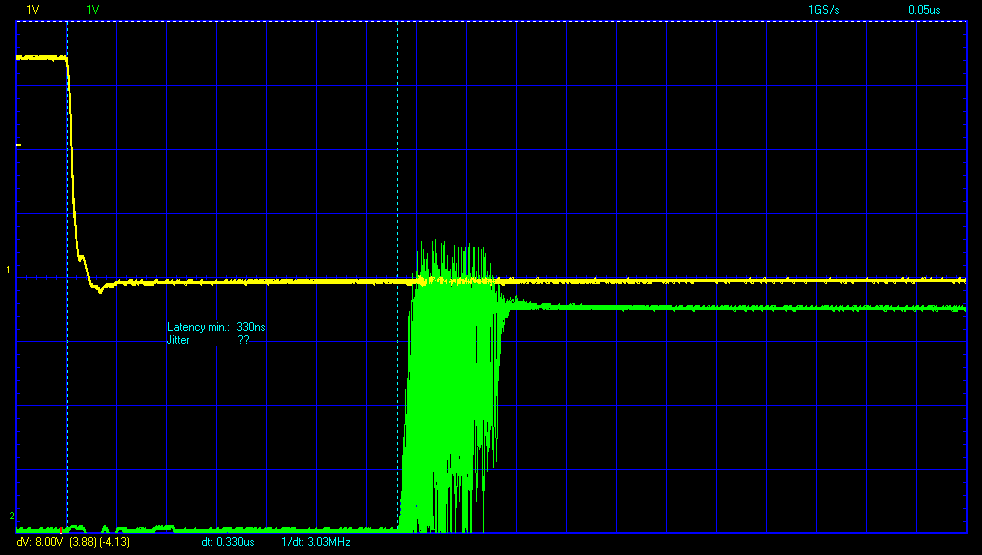 1V 1V 1GS/s 0.05us
1
Latency min.: 330ns
Jitter ??
2
dV: 8.00V (3.88) (-4.13) dt: 0.330us 1/dt: 3.03MHz